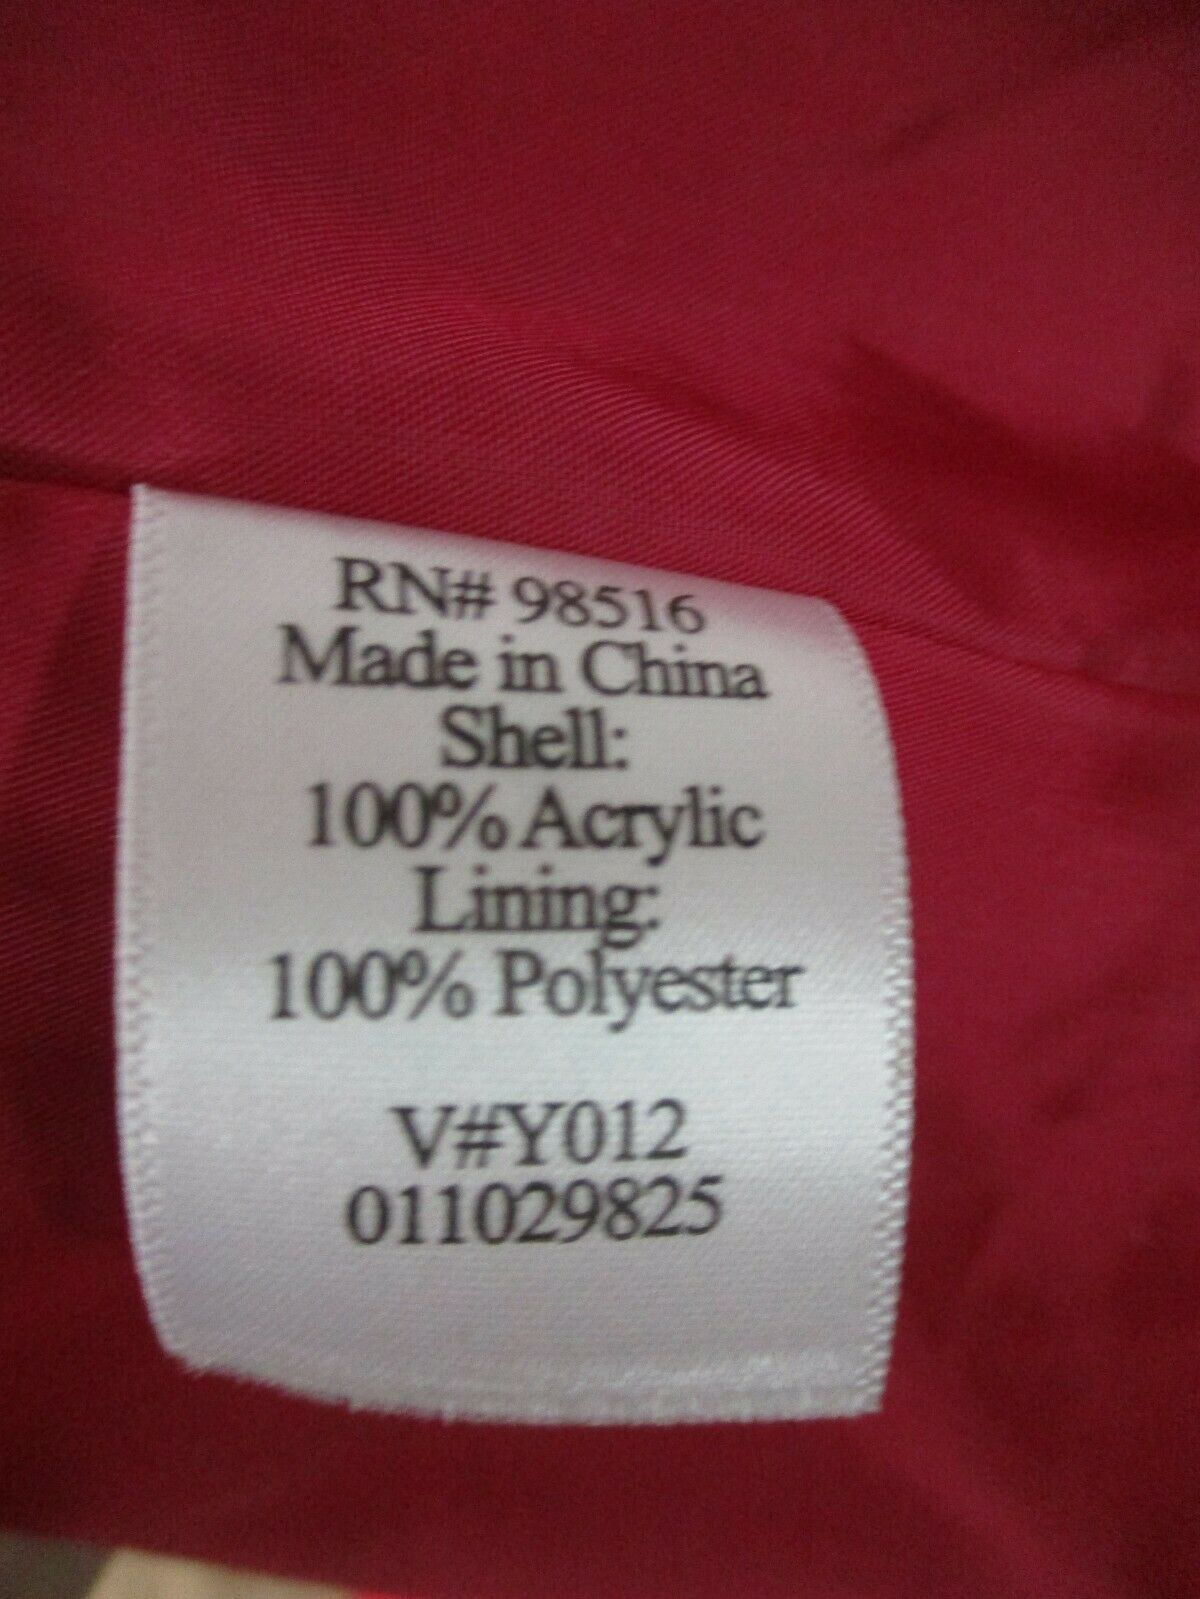 RN# 98516
Made in China
Shell:
100% Acrylic
Lining:
100% Polyester
V#Y012
011029825